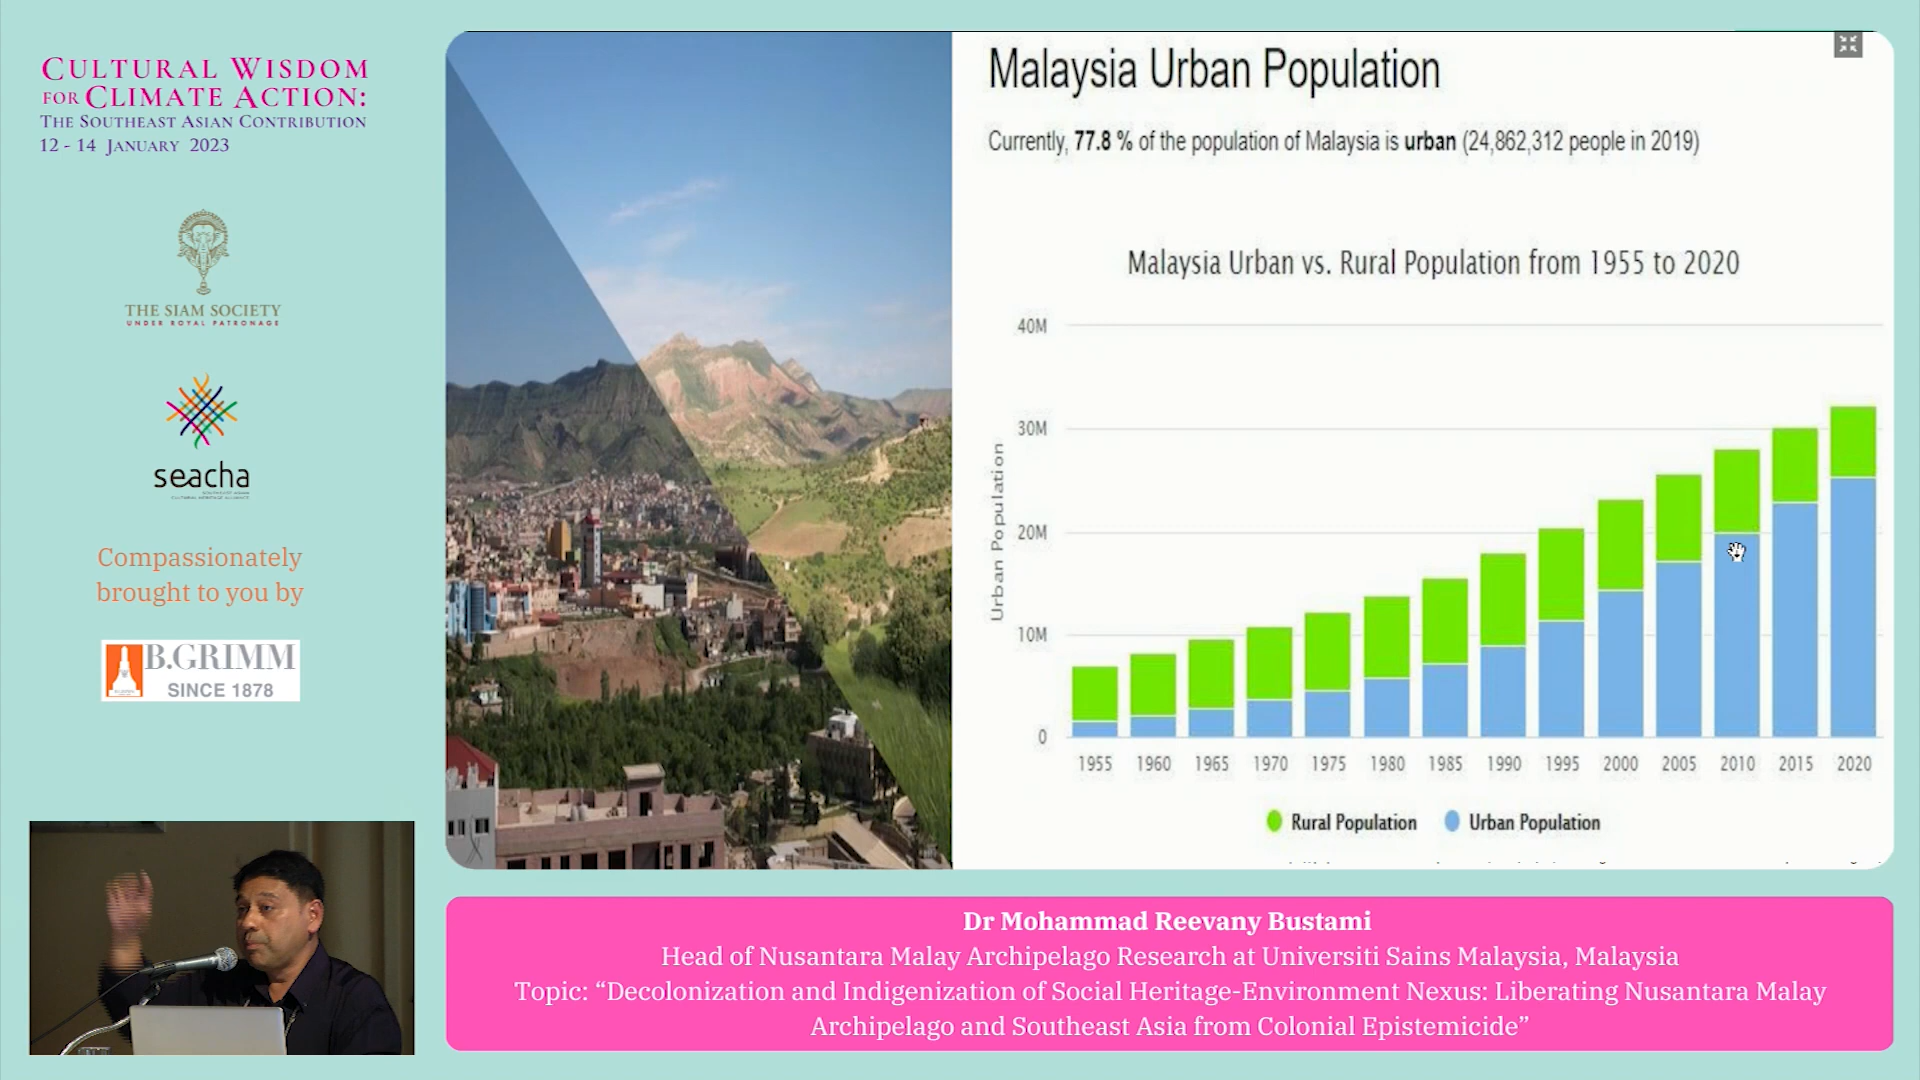 CULTURAL WISDOM
FOR CLIMATE ACTION:
THE SOUTHEAST ASIAN CONTRIBUTION
12 - 14 JANUARY 2023
THE SIAM SOCIETY
UNDER ROYAL PATRONAGE
seacha
Compassionately
brought to you by
B.GRIMM
SINCE 1878
Malaysia Urban Population
Currently, 77.8 % of the population of Malaysia is urban (24,862,312 people in 2019)
Malaysia Urban vs. Rural Population from 1955 to 2020
Urban Population
40M
30M
20M
10M
0
1955 1960 1965 1970 1975 1980 1985 1990 1995 2000 2005 2010 2015 2020
Rural Population Urban Population
Dr Mohammad Reevany Bustami
Head of Nusantara Malay Archipelago Research at Universiti Sains Malaysia, Malaysia
Topic: “Decolonization and Indigenization of Social Heritage-Environment Nexus: Liberating Nusantara Malay
Archipelago and Southeast Asia from Colonial Epistemicide”